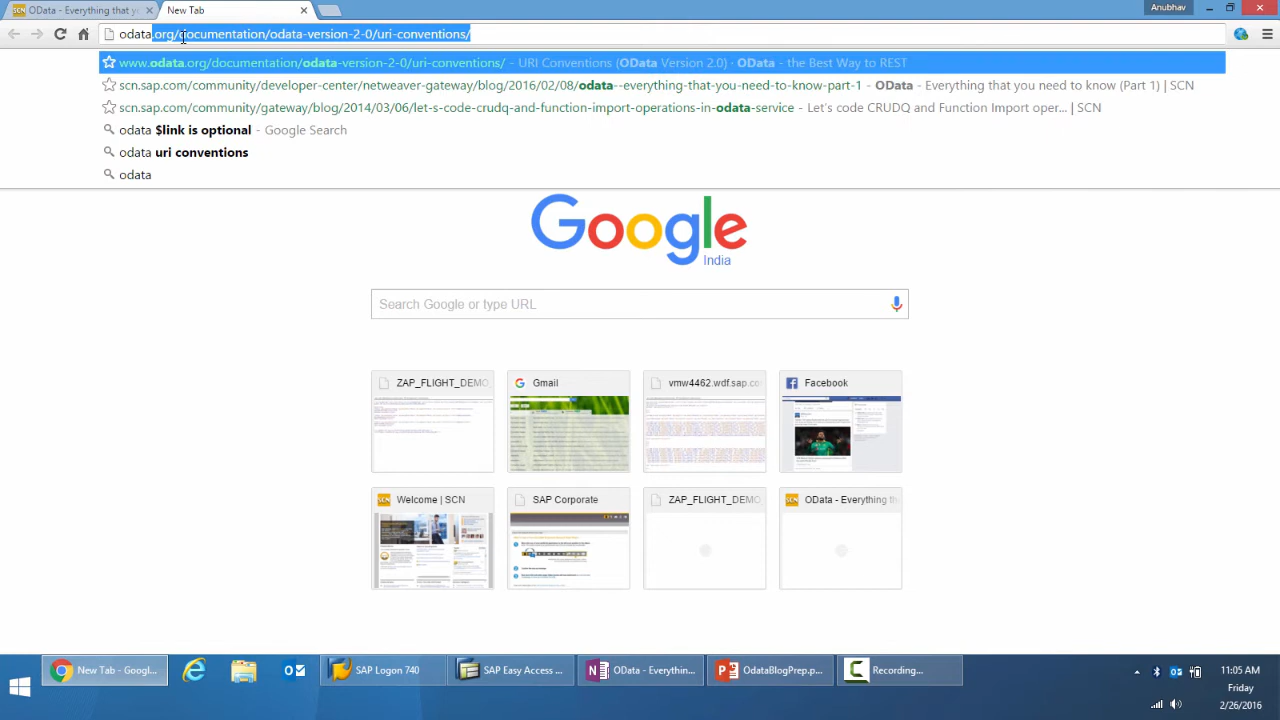 OData - Everything that y
New Tab
Anubhav
odata.org/documentation/odata-version-2-0/uri-conventions/
www.odata.org/documentation/odata-version-2-0/uri-conventions/ - URI Conventions (OData Version 2.0) · OData - the Best Way to REST
scn.sap.com/community/developer-center/netweaver-gateway/blog/2016/02/08/odata--everything-that-you-need-to-know-part-1 - OData - Everything that you need to know (Part 1) | SCN
scn.sap.com/community/gateway/blog/2014/03/06/let-s-code-crudq-and-function-import-operations-in-odata-service - Let's code CRUDQ and Function Import oper... | SCN
odata $link is optional - Google Search
odata uri conventions
odata
Google
India
Search Google or type URL
ZAP_FLIGHT_DEMO
Gmail
vmw4462.wdf.sap.co
Facebook
Welcome | SCN
SAP Corporate
ZAP_FLIGHT_DEMO
OData - Everything th
New Tab - Googl...
SAP Logon 740
SAP Easy Access ...
OData - Everythin...
OdataBlogPrep.p...
Recording...
11:05 AM
Friday
2/26/2016